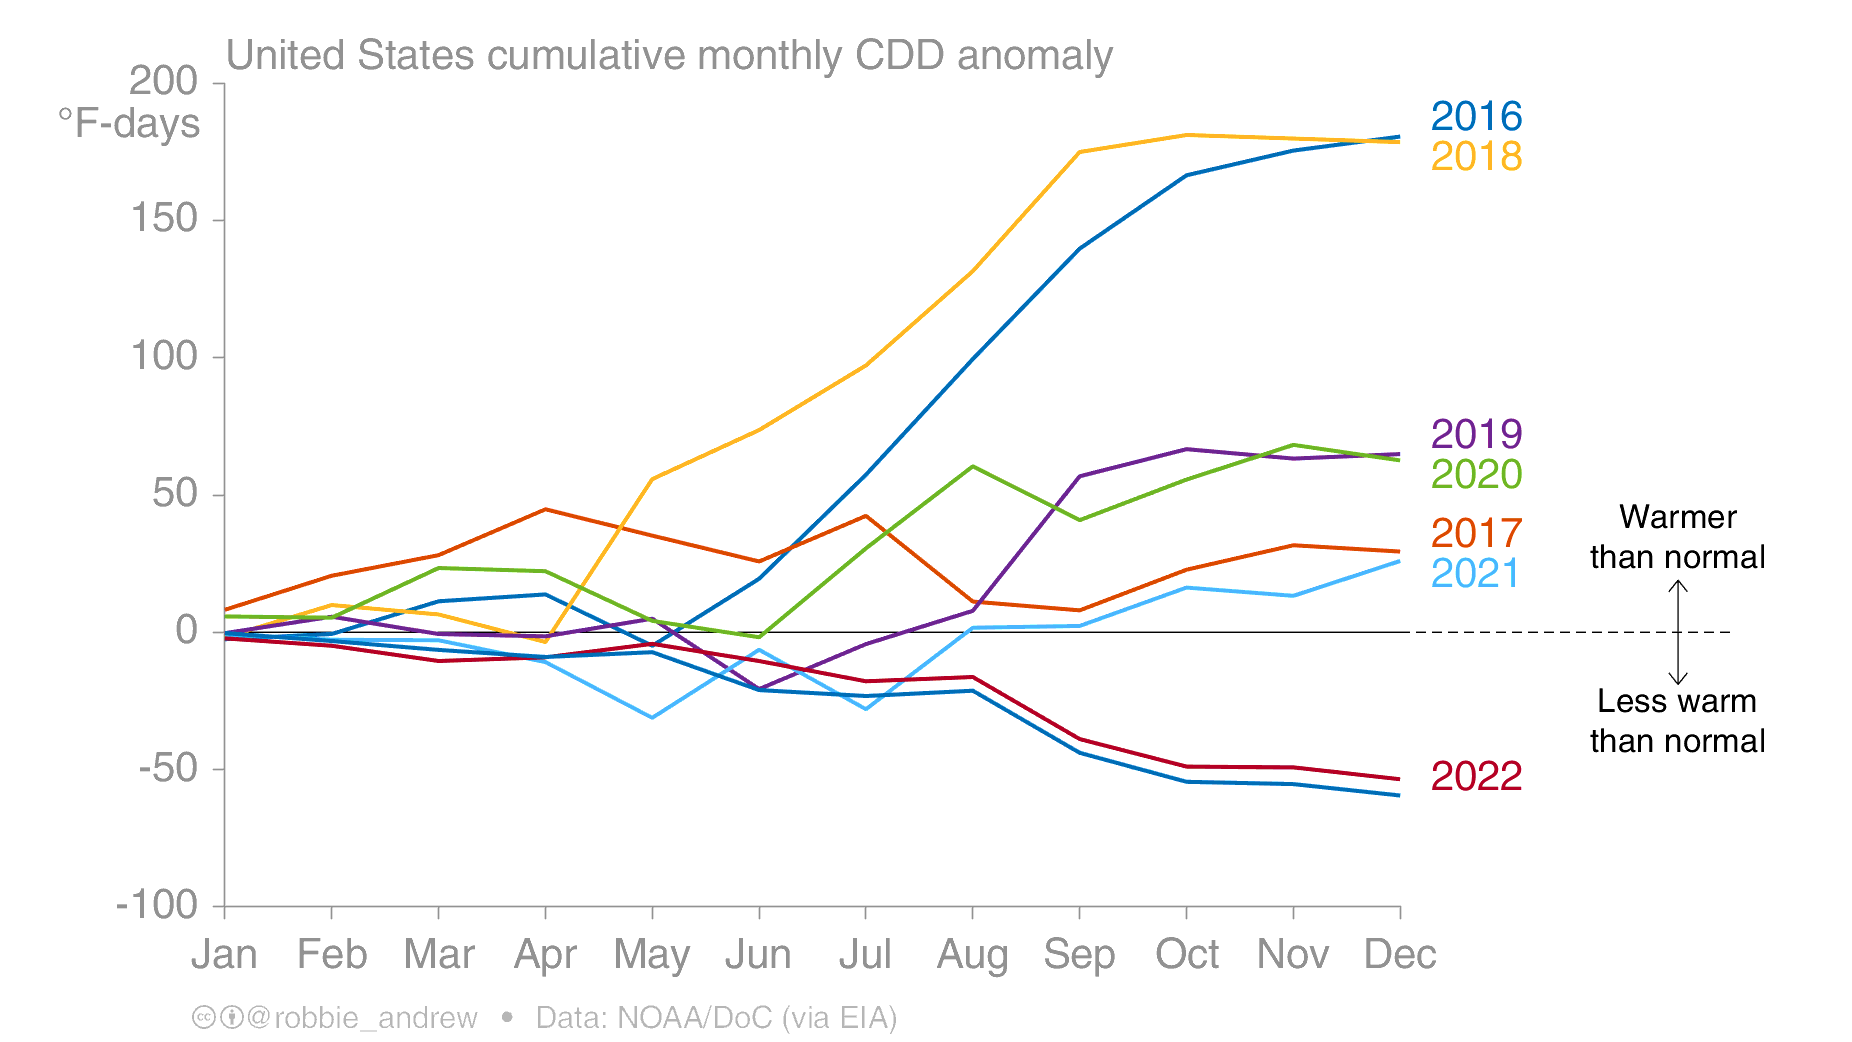 United States cumulative monthly CDD anomaly
200
°F-days
150
100
50
0
-50
-100
2016
2018
2019
2020
2017
2021
2022
Warmer
than normal
Less warm
than normal
Jan Feb Mar Apr May Jun Jul Aug Sep Oct Nov Dec
cc @robbie_andrew • Data: NOAA/DoC (via EIA)